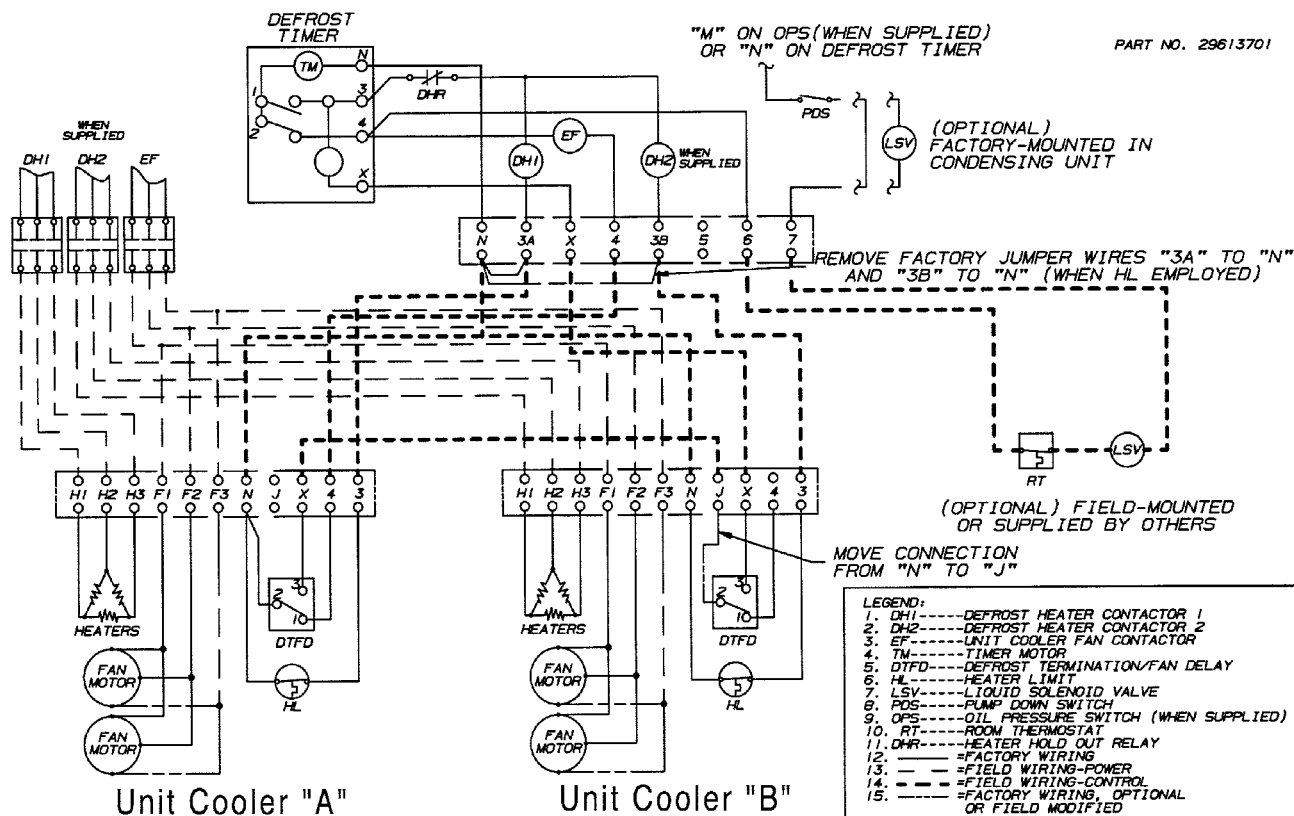 DEFROST
TIMER
TM
N
1
2
3
4
X
DHR
EF
DH1
DH2
WHEN
SUPPLIED
"M" ON OPS(WHEN SUPPLIED)
OR "N" ON DEFROST TIMER
PART NO. 29613701
PDS
LSV
(OPTIONAL)
FACTORY-MOUNTED IN
CONDENSING UNIT
WHEN
SUPPLIED
DH1 DH2 EF
N 3A X 4 3B 5 6 7
REMOVE FACTORY JUMPER WIRES "3A" TO "N"
AND "3B" TO "N" (WHEN HL EMPLOYED)
RT
LSV
(OPTIONAL) FIELD-MOUNTED
OR SUPPLIED BY OTHERS
H1 H2 H3 F1 F2 F3 N J X 4 3
H1 H2 H3 F1 F2 F3 N J X 4 3
MOVE CONNECTION
FROM "N" TO "J"
3
2
1
DTFD
HEATERS
FAN
MOTOR
HL
FAN
MOTOR
Unit Cooler "A"
3
2
1
DTFD
HEATERS
FAN
MOTOR
HL
FAN
MOTOR
Unit Cooler "B"
LEGEND:
1. DH1-----DEFROST HEATER CONTACTOR 1
2. DH2-----DEFROST HEATER CONTACTOR 2
3. EF------UNIT COOLER FAN CONTACTOR
4. TM------TIMER MOTOR
5. DTFD----DEFROST TERMINATION/FAN DELAY
6. HL------HEATER LIMIT
7. LSV-----LIQUID SOLENOID VALVE
8. PDS-----PUMP DOWN SWITCH
9. OPS-----OIL PRESSURE SWITCH (WHEN SUPPLIED)
10. RT-----ROOM THERMOSTAT
11. DHR-----HEATER HOLD OUT RELAY
12. =FACTORY WIRING
13. =FIELD WIRING-POWER
14. =FIELD WIRING-CONTROL
15. =FACTORY WIRING, OPTIONAL
OR FIELD MODIFIED